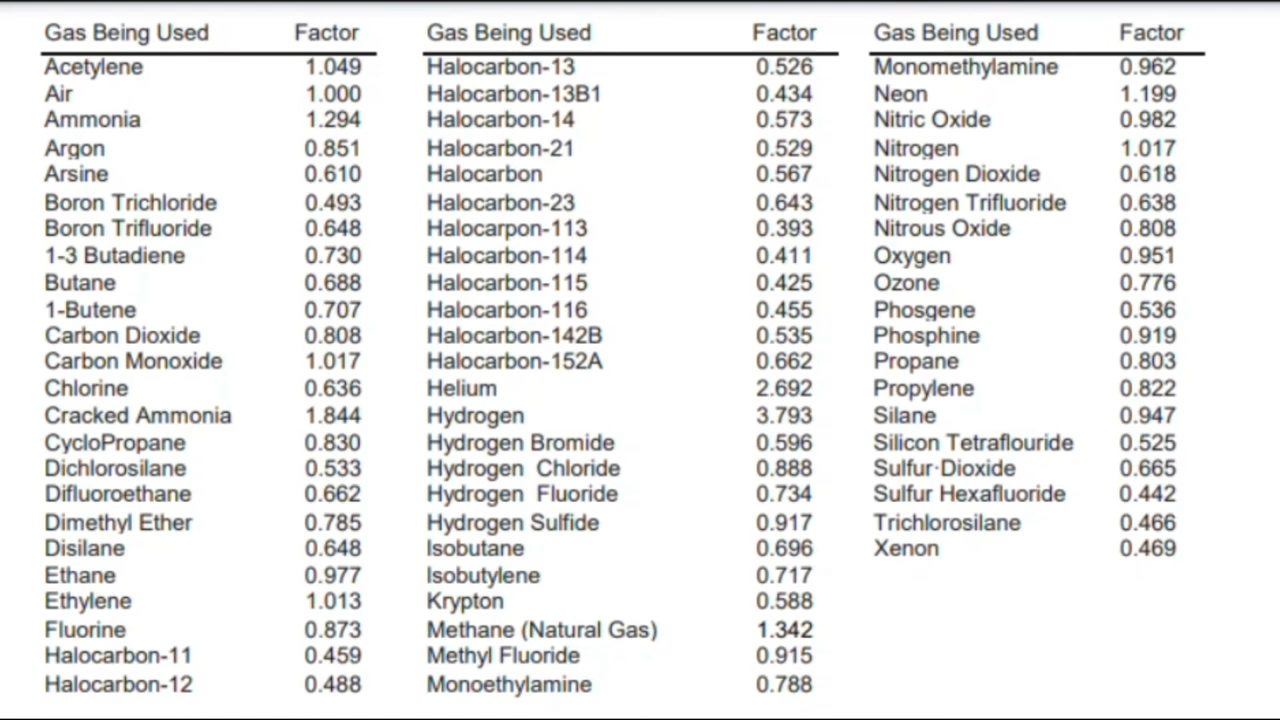 Gas Being Used Factor Gas Being Used Factor Gas Being Used Factor
Acetylene 1.049 Halocarbon-13 0.526 Monomethylamine 0.962
Air 1.000 Halocarbon-13B1 0.434 Neon 1.199
Ammonia 1.294 Halocarbon-14 0.573 Nitric Oxide 0.982
Argon 0.851 Halocarbon-21 0.529 Nitrogen 1.017
Arsine 0.610 Halocarbon 0.567 Nitrogen Dioxide 0.618
Boron Trichloride 0.493 Halocarbon-23 0.643 Nitrogen Trifluoride 0.638
Boron Trifluoride 0.648 Halocarpon-113 0.393 Nitrous Oxide 0.808
1-3 Butadiene 0.730 Halocarbon-114 0.411 Oxygen 0.951
Butane 0.688 Halocarbon-115 0.425 Ozone 0.776
1-Butene 0.707 Halocarbon-116 0.455 Phosgene 0.536
Carbon Dioxide 0.808 Halocarbon-142B 0.535 Phosphine 0.919
Carbon Monoxide 1.017 Halocarbon-152A 0.662 Propane 0.803
Chlorine 0.636 Helium 2.692 Propylene 0.822
Cracked Ammonia 1.844 Hydrogen 3.793 Silane 0.947
CycloPropane 0.830 Hydrogen Bromide 0.596 Silicon Tetraflouride 0.525
Dichlorosilane 0.533 Hydrogen Chloride 0.888 Sulfur·Dioxide 0.665
Difluoroethane 0.662 Hydrogen Fluoride 0.734 Sulfur Hexafluoride 0.442
Dimethyl Ether 0.785 Hydrogen Sulfide 0.917 Trichlorosilane 0.466
Disilane 0.648 Isobutane 0.696 Xenon 0.469
Ethane 0.977 Isobutylene 0.717
Ethylene 1.013 Krypton 0.588
Fluorine 0.873 Methane (Natural Gas) 1.342
Halocarbon-11 0.459 Methyl Fluoride 0.915
Halocarbon-12 0.488 Monoethylamine 0.788